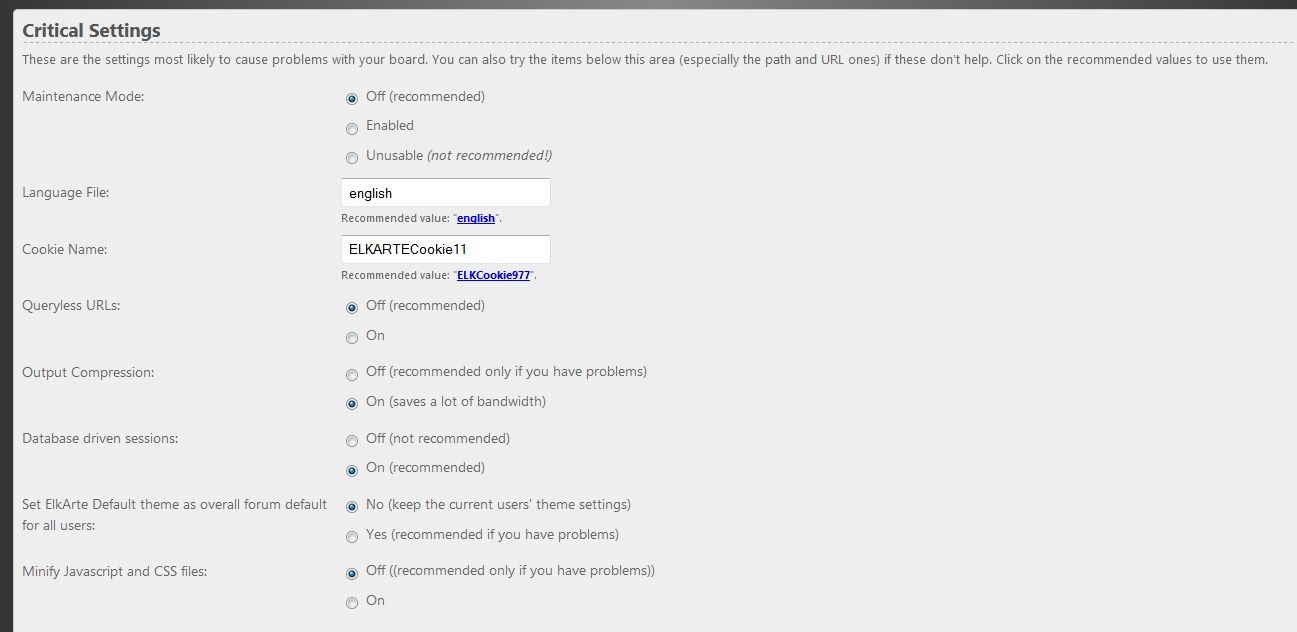 Critical Settings
These are the settings most likely to cause problems with your board. You can also try the items below this area (especially the path and URL ones) if these don't help. Click on the recommended values to use them.
Maintenance Mode:
Off (recommended)
Enabled
Unusable (not recommended!)
Language File:
english
Recommended value: "english".
Cookie Name:
ELKARTECookie11
Recommended value: "ELKCookie977".
Queryless URLs:
Off (recommended)
On
Output Compression:
Off (recommended only if you have problems)
On (saves a lot of bandwidth)
Database driven sessions:
Off (not recommended)
On (recommended)
Set ElkArte Default theme as overall forum default
for all users:
No (keep the current users' theme settings)
Yes (recommended if you have problems)
Minify Javascript and CSS files:
Off ((recommended only if you have problems))
On